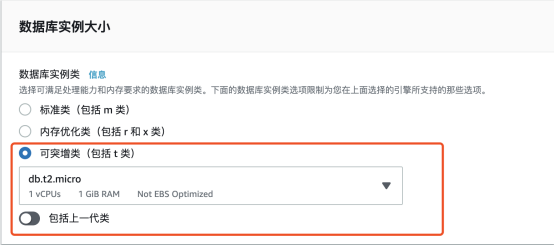 数据库实例大小
数据库实例类 信息
选择可满足处理能力和内存要求的数据库实例类。下面的数据库实例类选项限制为您在上面选择的引擎所支持的那些选项。
标准类（包括 m 类）
内存优化类（包括 r 和 x 类）
可突增类（包括 t 类）
db.t2.micro
1 vCPUs 1 GiB RAM Not EBS Optimized
包括上一代类